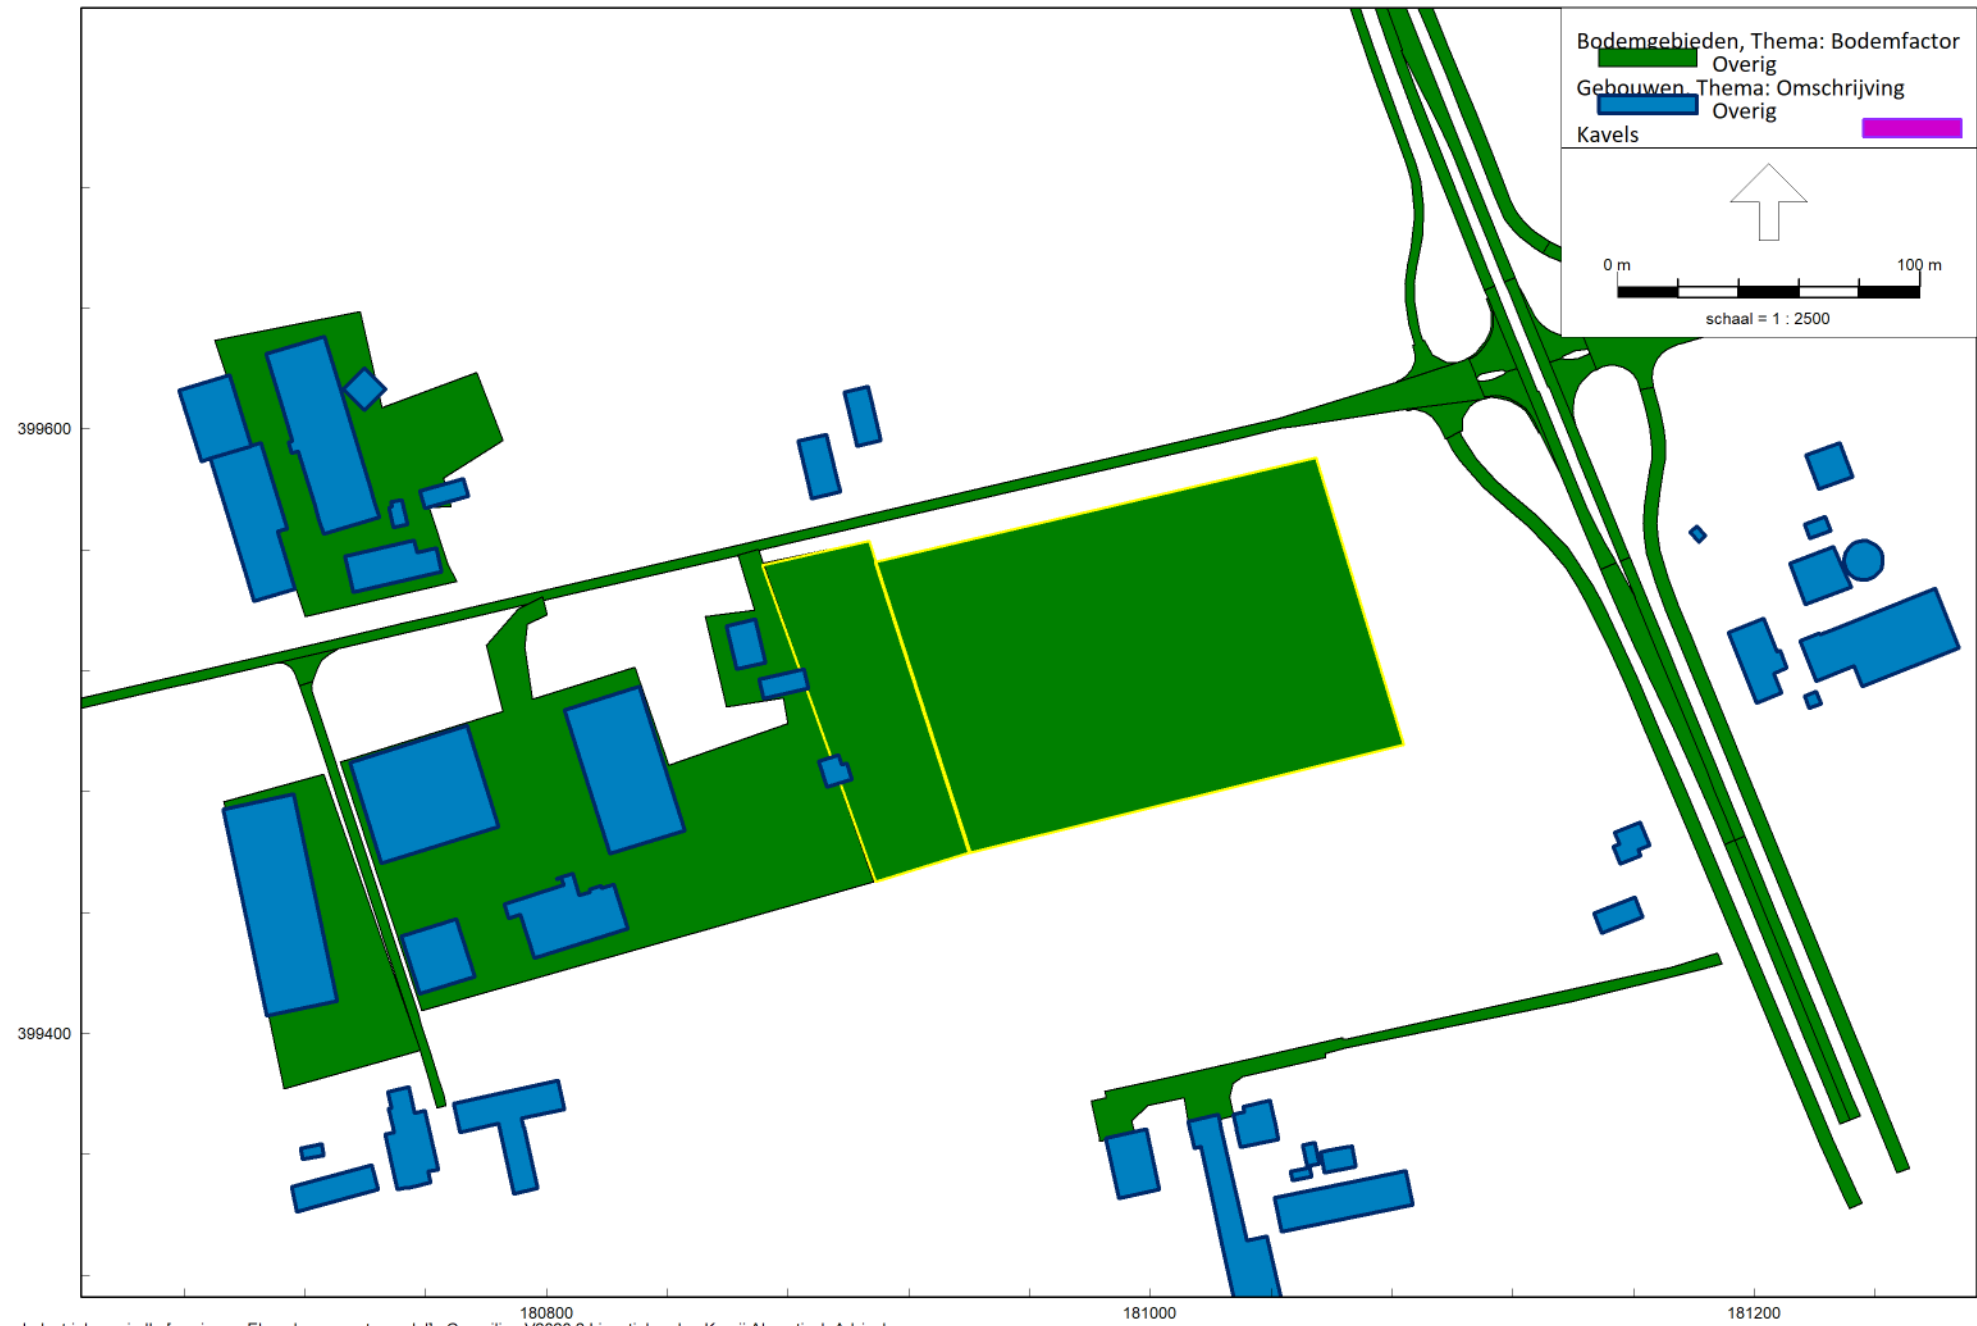 Bodemgebieden, Thema: Bodemfactor
Overig
Gebouwen, Thema: Omschrijving
Overig
Kavels
0 m 100 m
schaal = 1 : 2500
399600
399400
180800 181000 181200